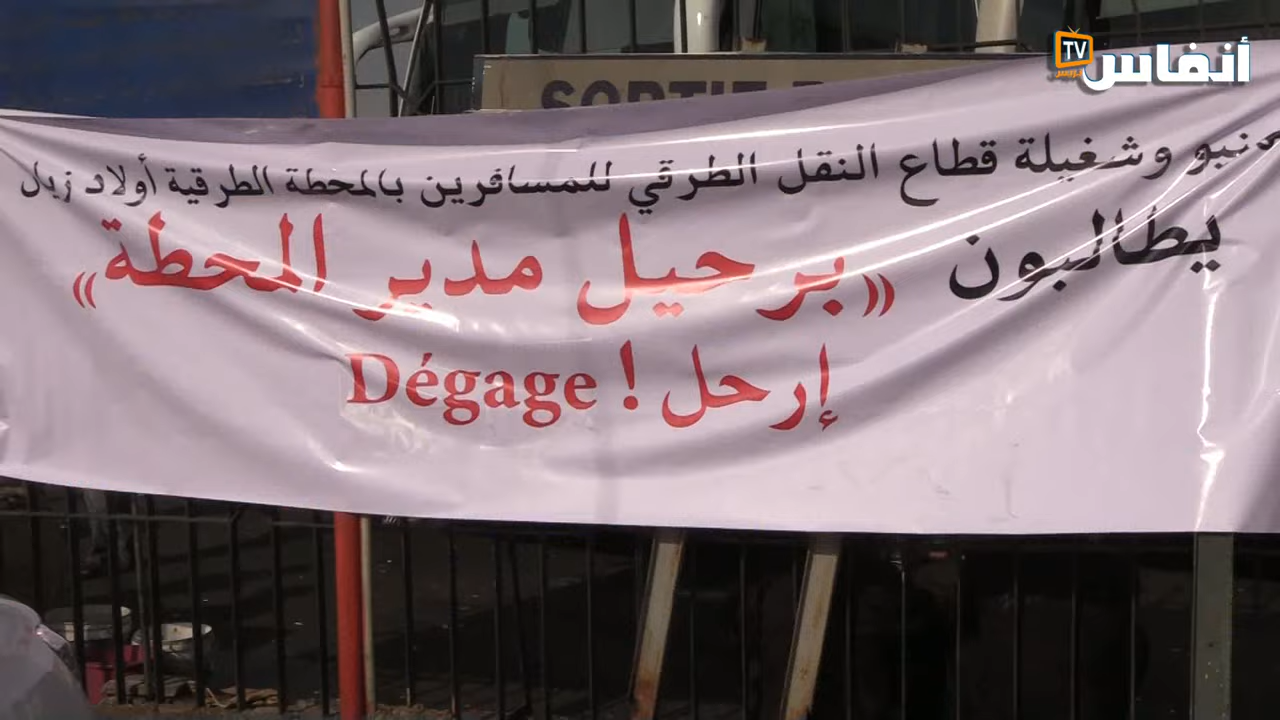 أنفاس
TV
SORTIE
وشغيلة قطاع النقل الطرقي للمسافرين بالمحطة الطرقية أولاد زيان
يطالبون «برحيل مدير المحطة»
إرحل ! Dégage